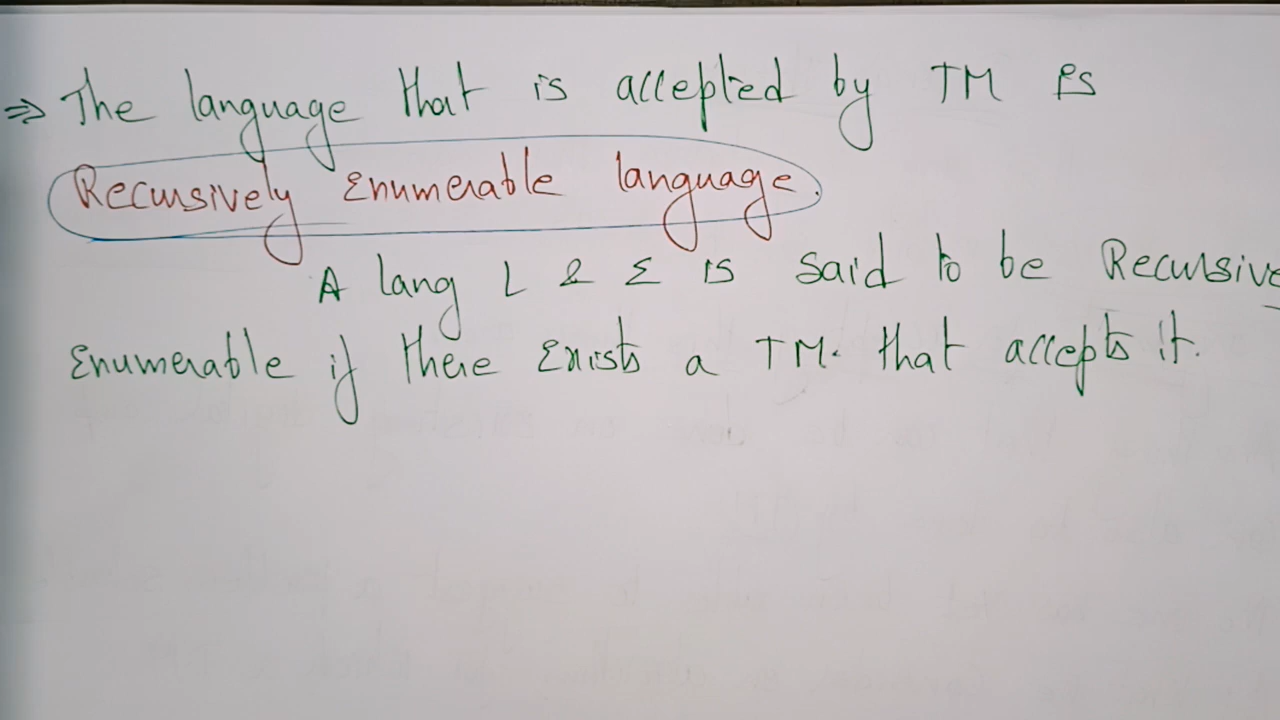 ⇒ The language that is accepted by TM is
Recursively Enumerable language.
A lang L & Σ is said to be Recursive
Enumerable if there Exists a TM. that accepts it.